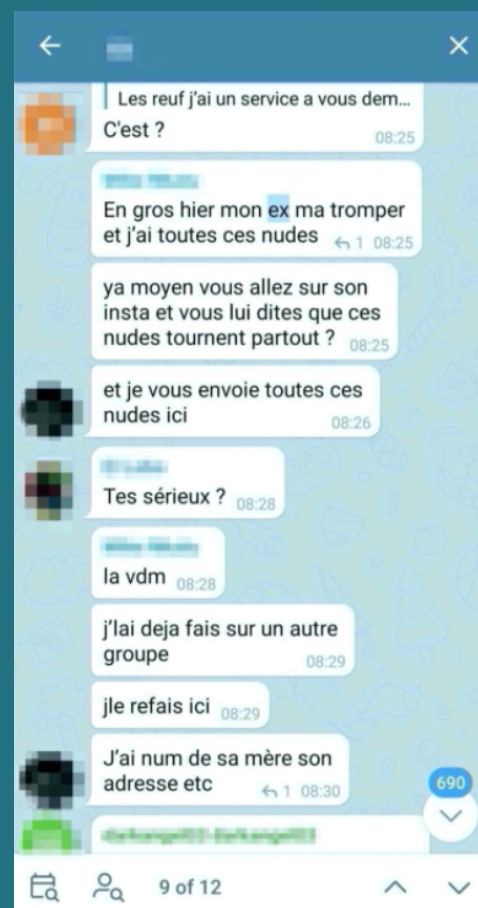 Les reuf j'ai un service a vous dem...
C'est ?
08:25
En gros hier mon ex ma tromper
et j'ai toutes ces nudes
1 08:25
ya moyen vous allez sur son
insta et vous lui dites que ces
nudes tournent partout ?
08:25
et je vous envoie toutes ces
nudes ici
08:26
Tes sérieux ?
08:28
la vdm
08:28
j'lai deja fais sur un autre
groupe
08:29
jle refais ici
08:29
J'ai num de sa mère son
adresse etc
1 08:30
690
9 of 12